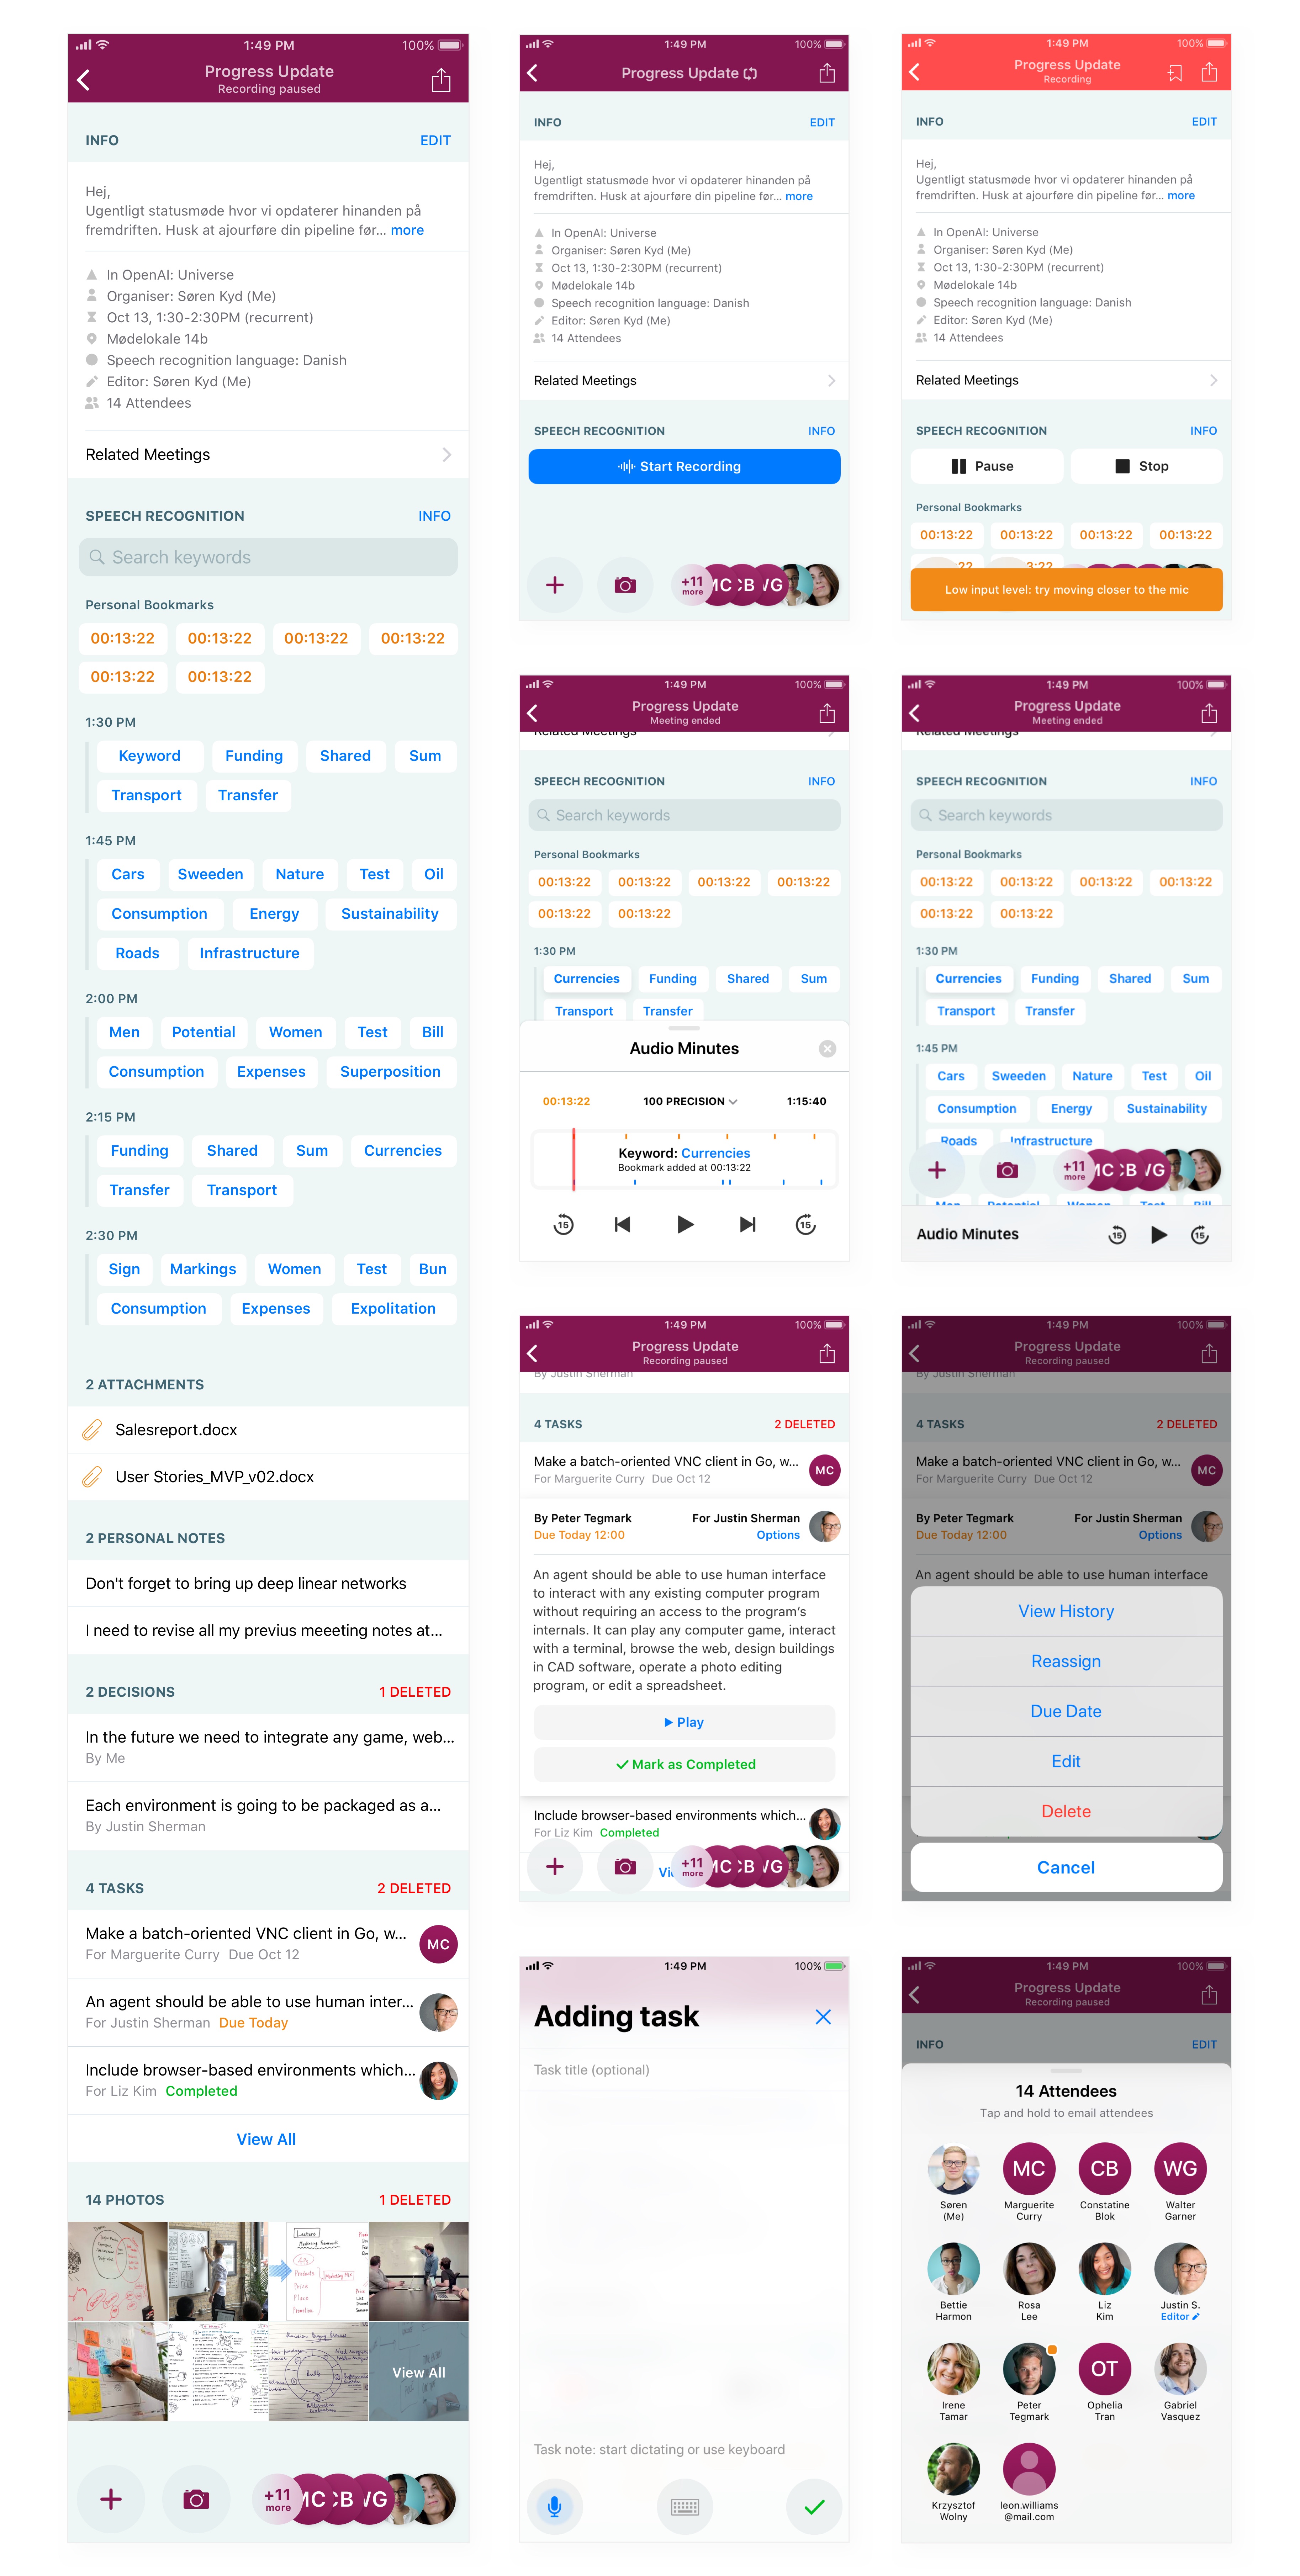 1:49 PM
100%
Progress Update
Recording paused
INFO
EDIT
Hej,
Ugentligt statusmøde hvor vi opdaterer hinanden på
fremdriften. Husk at ajourføre din pipeline før... more
In OpenAI: Universe
Organiser: Søren Kyd (Me)
Oct 13, 1:30-2:30PM (recurrent)
Mødelokale 14b
Speech recognition language: Danish
Editor: Søren Kyd (Me)
14 Attendees
Related Meetings
SPEECH RECOGNITION
INFO
Search keywords
Personal Bookmarks
00:13:22 00:13:22 00:13:22 00:13:22
00:13:22 00:13:22
1:30 PM
Keyword Funding Shared Sum
Transport Transfer
1:45 PM
Cars Sweeden Nature Test Oil
Consumption Energy Sustainability
Roads Infrastructure
2:00 PM
Men Potential Women Test Bill
Consumption Expenses Superposition
2:15 PM
Funding Shared Sum Currencies
Transfer Transport
2:30 PM
Sign Markings Women Test Bun
Consumption Expenses Expolitation
2 ATTACHMENTS
Salesreport.docx
User Stories_MVP_v02.docx
2 PERSONAL NOTES
Don't forget to bring up deep linear networks
I need to revise all my previus meeeting notes at...
2 DECISIONS
1 DELETED
In the future we need to integrate any game, web...
By Me
Each environment is going to be packaged as a...
By Justin Sherman
4 TASKS
2 DELETED
Make a batch-oriented VNC client in Go, w...
For Marguerite Curry Due Oct 12
MC
An agent should be able to use human inter...
For Justin Sherman Due Today
Include browser-based environments which...
For Liz Kim Completed
View All
14 PHOTOS
1 DELETED
Lecture
Products
Price
Place
Promotion
View All
+11
more
MC CB WG
1:49 PM
100%
Progress Update
INFO
EDIT
Hej,
Ugentligt statusmøde hvor vi opdaterer hinanden på
fremdriften. Husk at ajourføre din pipeline før... more
In OpenAI: Universe
Organiser: Søren Kyd (Me)
Oct 13, 1:30-2:30PM (recurrent)
Mødelokale 14b
Speech recognition language: Danish
Editor: Søren Kyd (Me)
14 Attendees
Related Meetings
SPEECH RECOGNITION
INFO
Start Recording
+11
more
MC CB WG
1:49 PM
100%
Progress Update
Recording
INFO
EDIT
Hej,
Ugentligt statusmøde hvor vi opdaterer hinanden på
fremdriften. Husk at ajourføre din pipeline før... more
In OpenAI: Universe
Organiser: Søren Kyd (Me)
Oct 13, 1:30-2:30PM (recurrent)
Mødelokale 14b
Speech recognition language: Danish
Editor: Søren Kyd (Me)
14 Attendees
Related Meetings
SPEECH RECOGNITION
INFO
Pause
Stop
Personal Bookmarks
00:13:22 00:13:22 00:13:22 00:13:22
:22 3:22
Low input level: try moving closer to the mic
1:49 PM
100%
Progress Update
Meeting ended
Related Meetings
SPEECH RECOGNITION
INFO
Search keywords
Personal Bookmarks
00:13:22 00:13:22 00:13:22 00:13:22
00:13:22 00:13:22
1:30 PM
Currencies Funding Shared Sum
Transport Transfer
Audio Minutes
00:13:22
100 PRECISION
1:15:40
Keyword: Currencies
Bookmark added at 00:13:22
15
15
1:49 PM
100%
Progress Update
Meeting ended
Related Meetings
SPEECH RECOGNITION
INFO
Search keywords
Personal Bookmarks
00:13:22 00:13:22 00:13:22 00:13:22
00:13:22 00:13:22
1:30 PM
Currencies Funding Shared Sum
Transport Transfer
1:45 PM
Cars Sweeden Nature Test Oil
Consumption Energy Sustainability
Roads Infrastructure
+11
more
MC CB WG
Men Potential Women Test Bill
Audio Minutes
15
15
1:49 PM
100%
Progress Update
Recording paused
By Justin Sherman
4 TASKS
2 DELETED
Make a batch-oriented VNC client in Go, w...
For Marguerite Curry Due Oct 12
MC
By Peter Tegmark
For Justin Sherman
Due Today 12:00
Options
An agent should be able to use human interface
to interact with any existing computer program
without requiring an access to the program's
internals. It can play any computer game, interact
with a terminal, browse the web, design buildings
in CAD software, operate a photo editing
program, or edit a spreadsheet.
Play
Mark as Completed
Include browser-based environments which...
For Liz Kim Completed
Vi
+11
more
MC CB WG
1:49 PM
100%
Progress Update
Recording paused
By Justin Sherman
4 TASKS
2 DELETED
Make a batch-oriented VNC client in Go, w...
For Marguerite Curry Due Oct 12
MC
By Peter Tegmark
For Justin Sherman
Due Today 12:00
Options
An agent should be able to use human interface
View History
Reassign
Due Date
Edit
Delete
Cancel
1:49 PM
100%
Adding task
Task title (optional)
Task note: start dictating or use keyboard
1:49 PM
100%
Progress Update
Recording paused
INFO
EDIT
14 Attendees
Tap and hold to email attendees
MC CB WG
Søren Marguerite Constatine Walter
(Me) Curry Blok Garner
Bettie Rosa Liz Justin S.
Harmon Lee Kim Editor
OT
Irene Peter Ophelia Gabriel
Tamar Tegmark Tran Vasquez
Krzysztof leon.williams
Wolny @mail.com